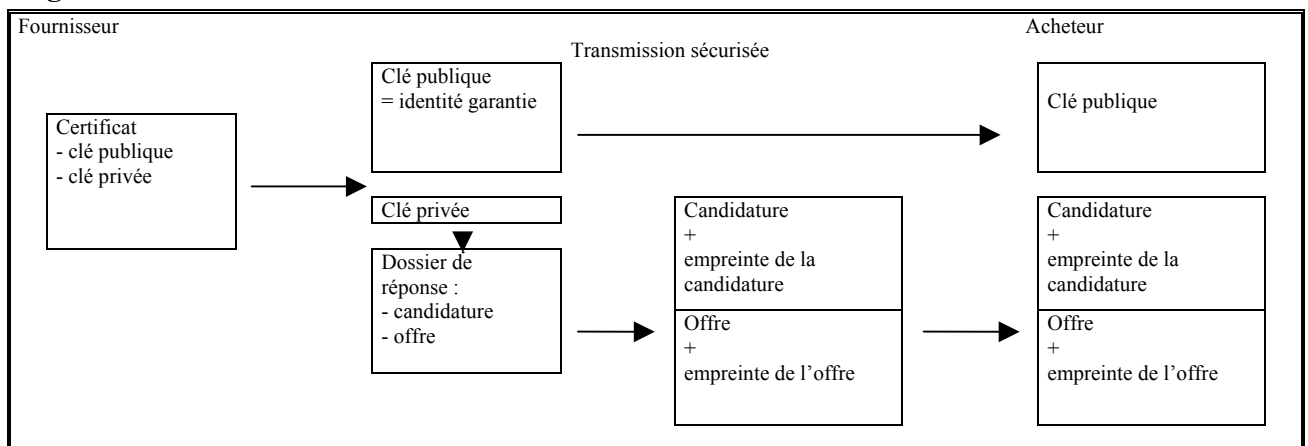 Fournisseur
Acheteur
Transmission sécurisée
Certificat
- clé publique
- clé privée
Clé publique
= identité garantie
Clé publique
Clé privée
Dossier de
réponse :
- candidature
- offre
Candidature
+
empreinte de la
candidature
Offre
+
empreinte de l’offre
Candidature
+
empreinte de la
candidature
Offre
+
empreinte de l’offre